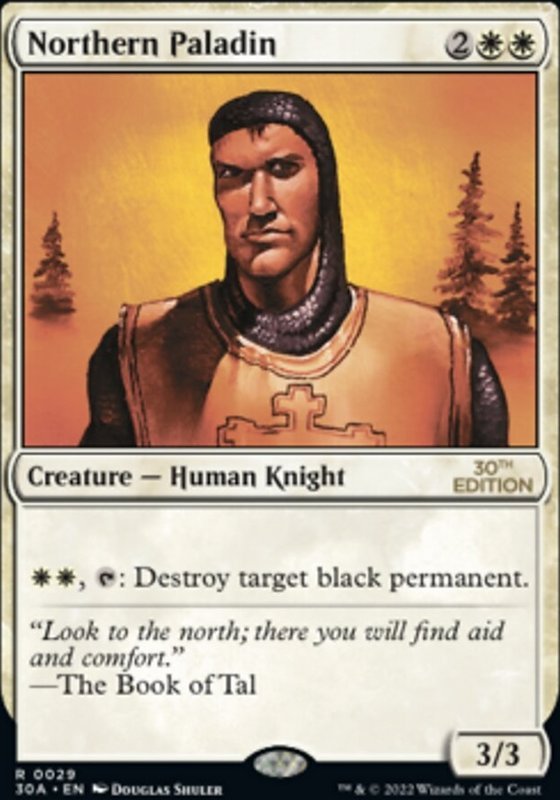 Northern Paladin 2
Creature — Human Knight 30TH
EDITION
, : Destroy target black permanent.
“Look to the north; there you will find aid
and comfort.”
—The Book of Tal
3/3
R 0029
30A • EN DOUGLAS SHULER ™ & © 2022 Wizards of the Coast